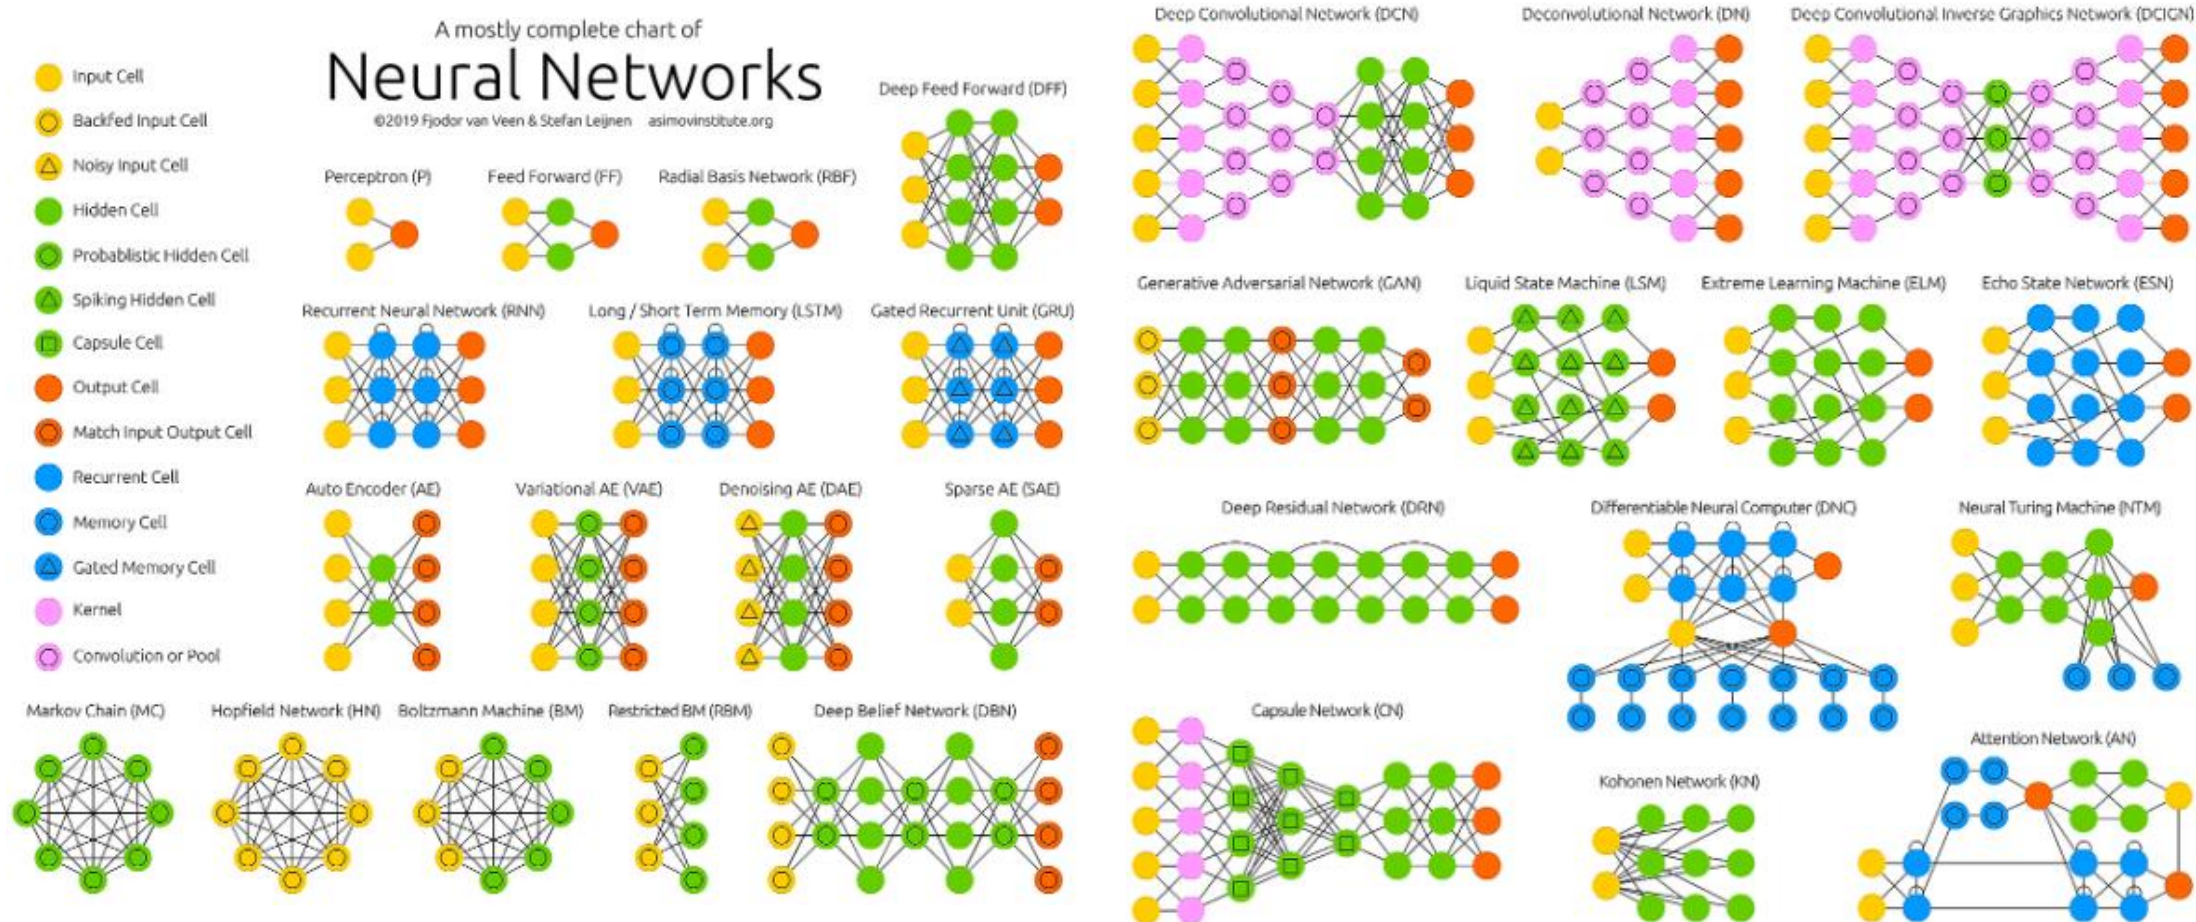 A mostly complete chart of
Neural Networks
©2019 Fjodor van Veen & Stefan Leijnen asimovinstitute.org
Input Cell
Backfed Input Cell
Noisy Input Cell
Hidden Cell
Probablistic Hidden Cell
Spiking Hidden Cell
Capsule Cell
Output Cell
Match Input Output Cell
Recurrent Cell
Memory Cell
Gated Memory Cell
Kernel
Convolution or Pool
Deep Feed Forward (DFF)
Perceptron (P)
Feed Forward (FF)
Radial Basis Network (RBF)
Recurrent Neural Network (RNN)
Long / Short Term Memory (LSTM)
Gated Recurrent Unit (GRU)
Auto Encoder (AE)
Variational AE (VAE)
Denoising AE (DAE)
Sparse AE (SAE)
Markov Chain (MC)
Hopfield Network (HN)
Boltzmann Machine (BM)
Restricted BM (RBM)
Deep Belief Network (DBN)
Deep Convolutional Network (DCN)
Deconvolutional Network (DN)
Deep Convolutional Inverse Graphics Network (DCIGN)
Generative Adversarial Network (GAN)
Liquid State Machine (LSM)
Extreme Learning Machine (ELM)
Echo State Network (ESN)
Deep Residual Network (DRN)
Differentiable Neural Computer (DNC)
Neural Turing Machine (NTM)
Capsule Network (CN)
Kohonen Network (KN)
Attention Network (AN)